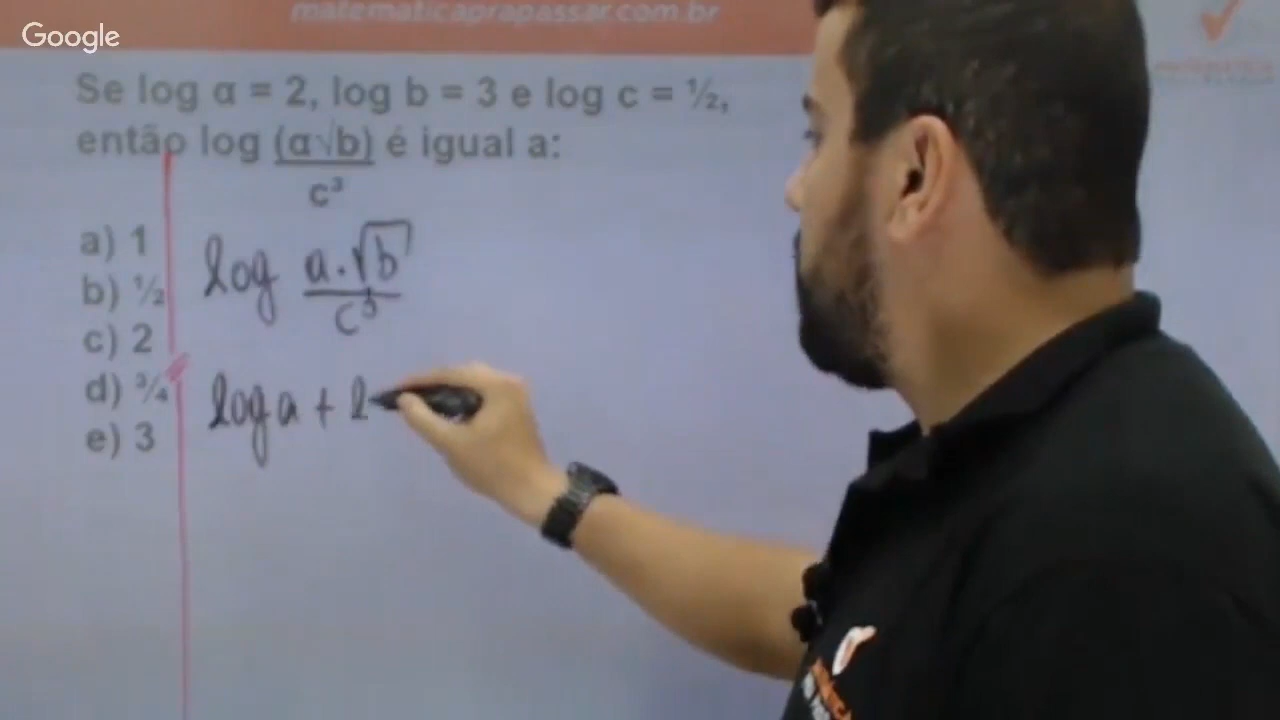 matematicaprapassar.com.br
Google
Se log a = 2, log b = 3 e log c = ½,
então log (a√b) é igual a:
c³
a) 1
b) ½
c) 2
d) ¾
e) 3
log a.√b
c³
log a +